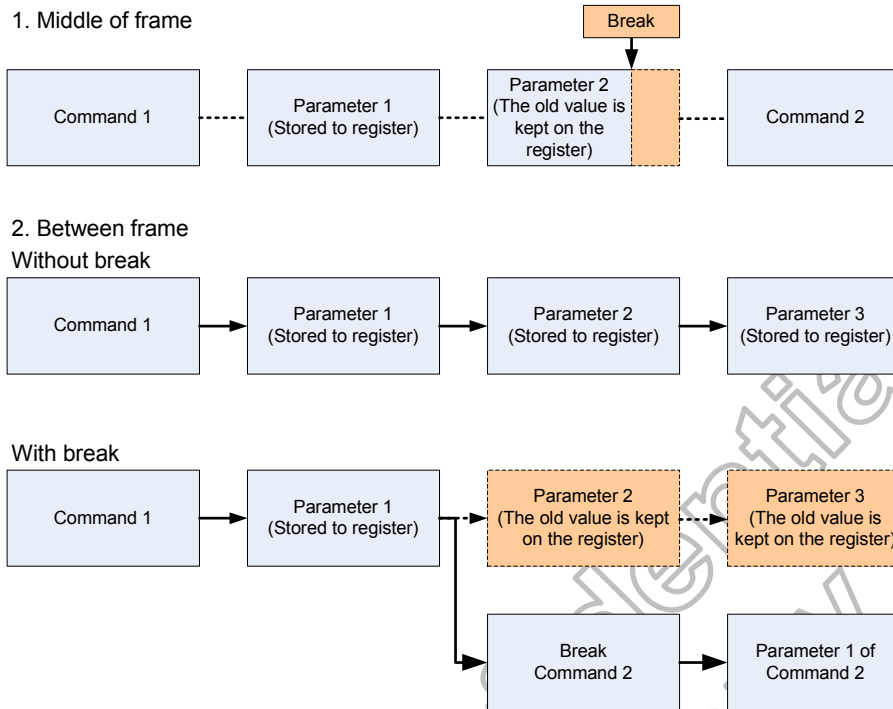 1. Middle of frame
Break
Command 1
Parameter 1
(Stored to register)
Parameter 2
(The old value is
kept on the
register)
Command 2
2. Between frame
Without break
Command 1
Parameter 1
(Stored to register)
Parameter 2
(Stored to register)
Parameter 3
(Stored to register)
With break
Command 1
Parameter 1
(Stored to register)
Parameter 2
(The old value is kept
on the register)
Parameter 3
(The old value is
kept on the register)
Break
Command 2
Parameter 1 of
Command 2